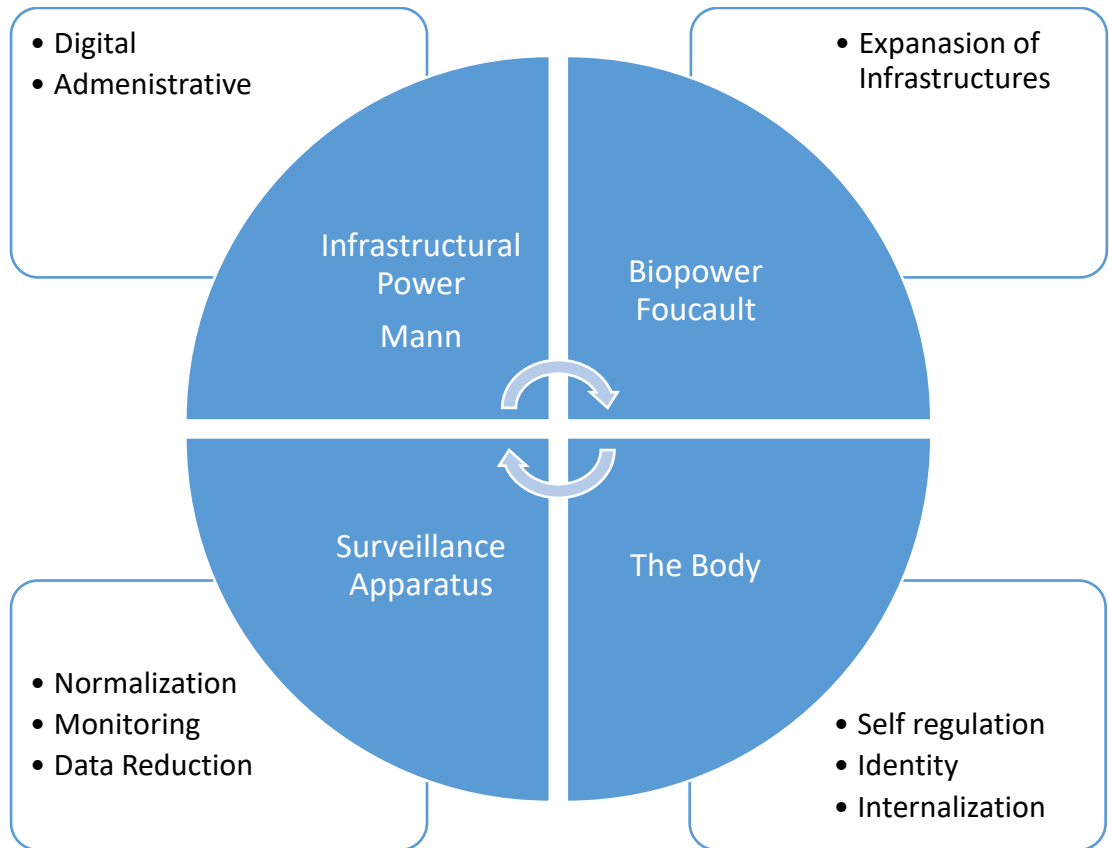 • Digital
• Admenistrative
• Expanasion of
Infrastructures
Infrastructural
Power
Mann
Biopower
Foucault
Surveillance
Apparatus
The Body
• Normalization
• Monitoring
• Data Reduction
• Self regulation
• Identity
• Internalization